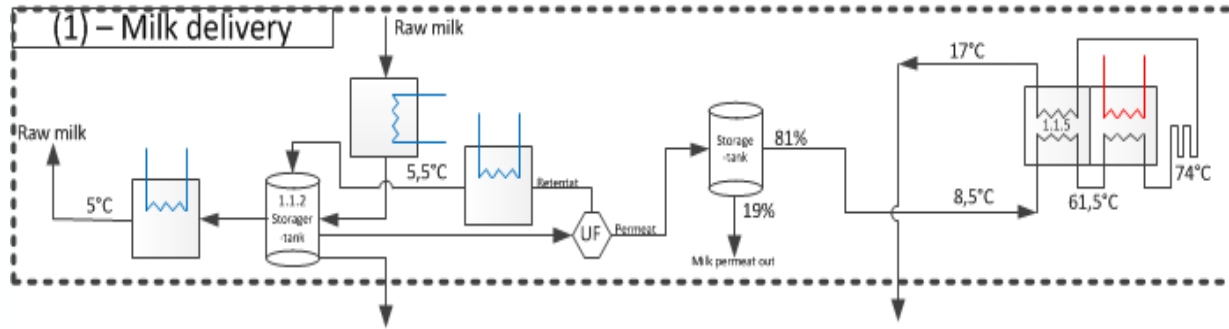 (1) – Milk delivery
Raw milk
17°C
Raw milk
1.1.5
Storage
-tank
81%
5,5°C
Retentat
74°C
1.1.2
Storager
-tank
5°C
8,5°C
61,5°C
19%
UF
Permeat
Milk permeat out